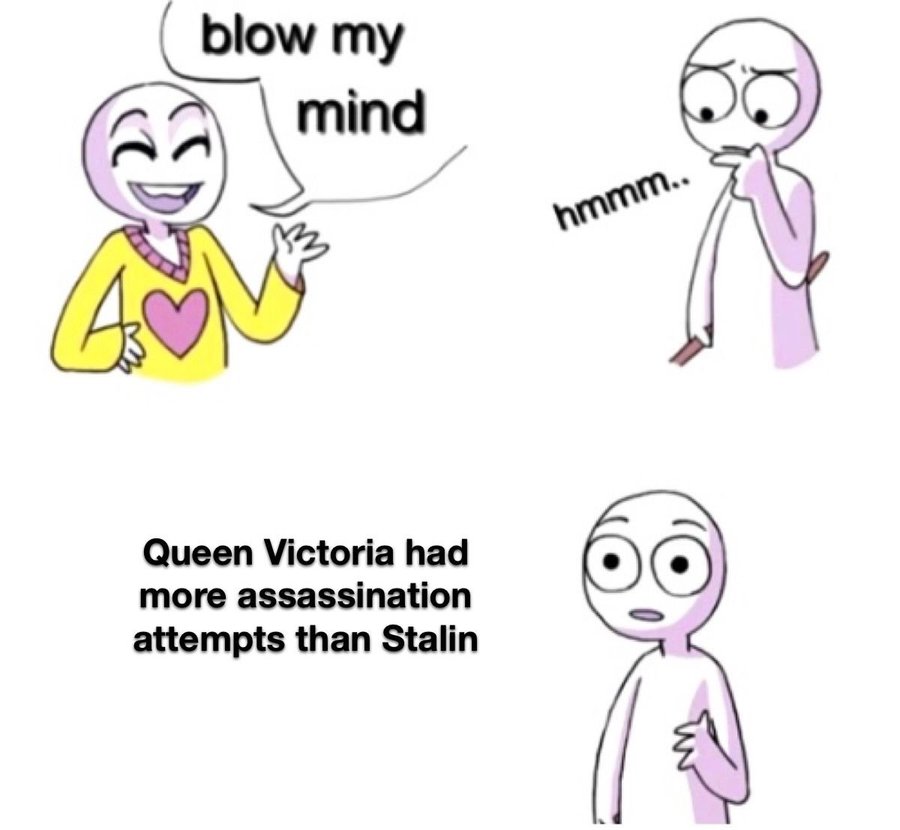 blow my
mind
hmmm..
Queen Victoria had
more assassination
attempts than Stalin